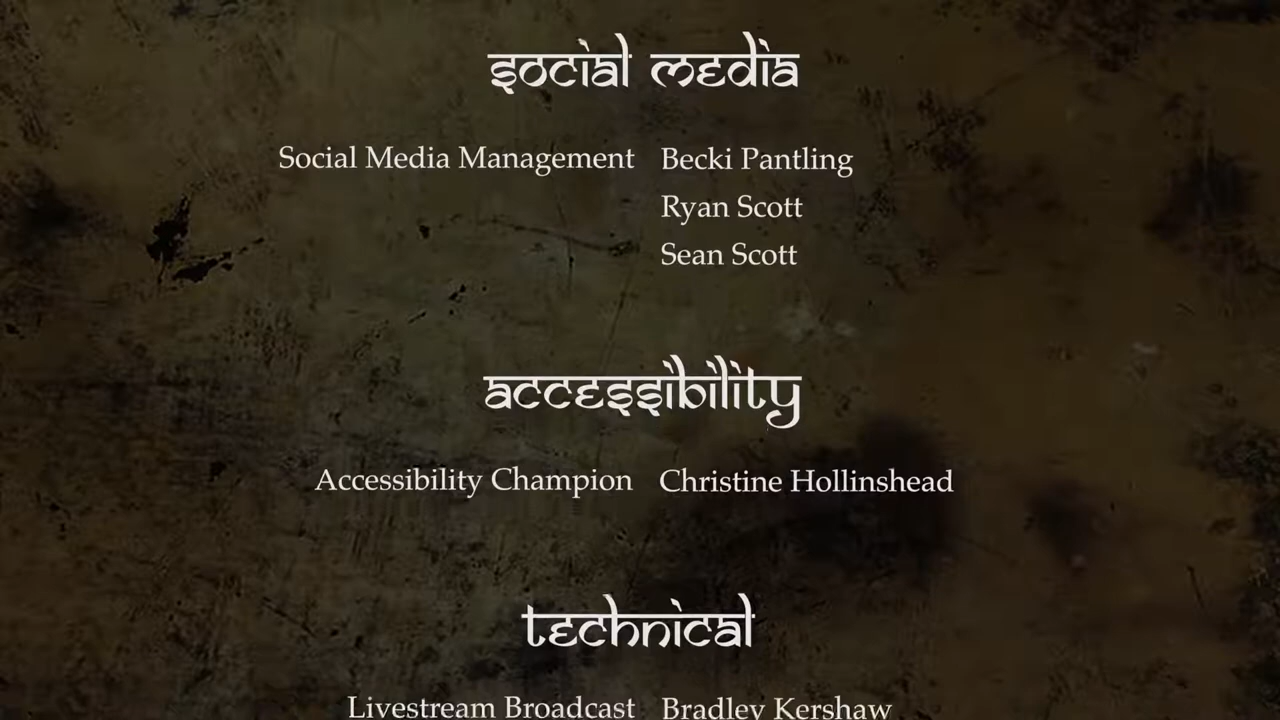 social media
Social Media Management Becki Pantling
Ryan Scott
Sean Scott
accessibility
Accessibility Champion Christine Hollinshead
technical
Livestream Broadcast Bradley Kershaw